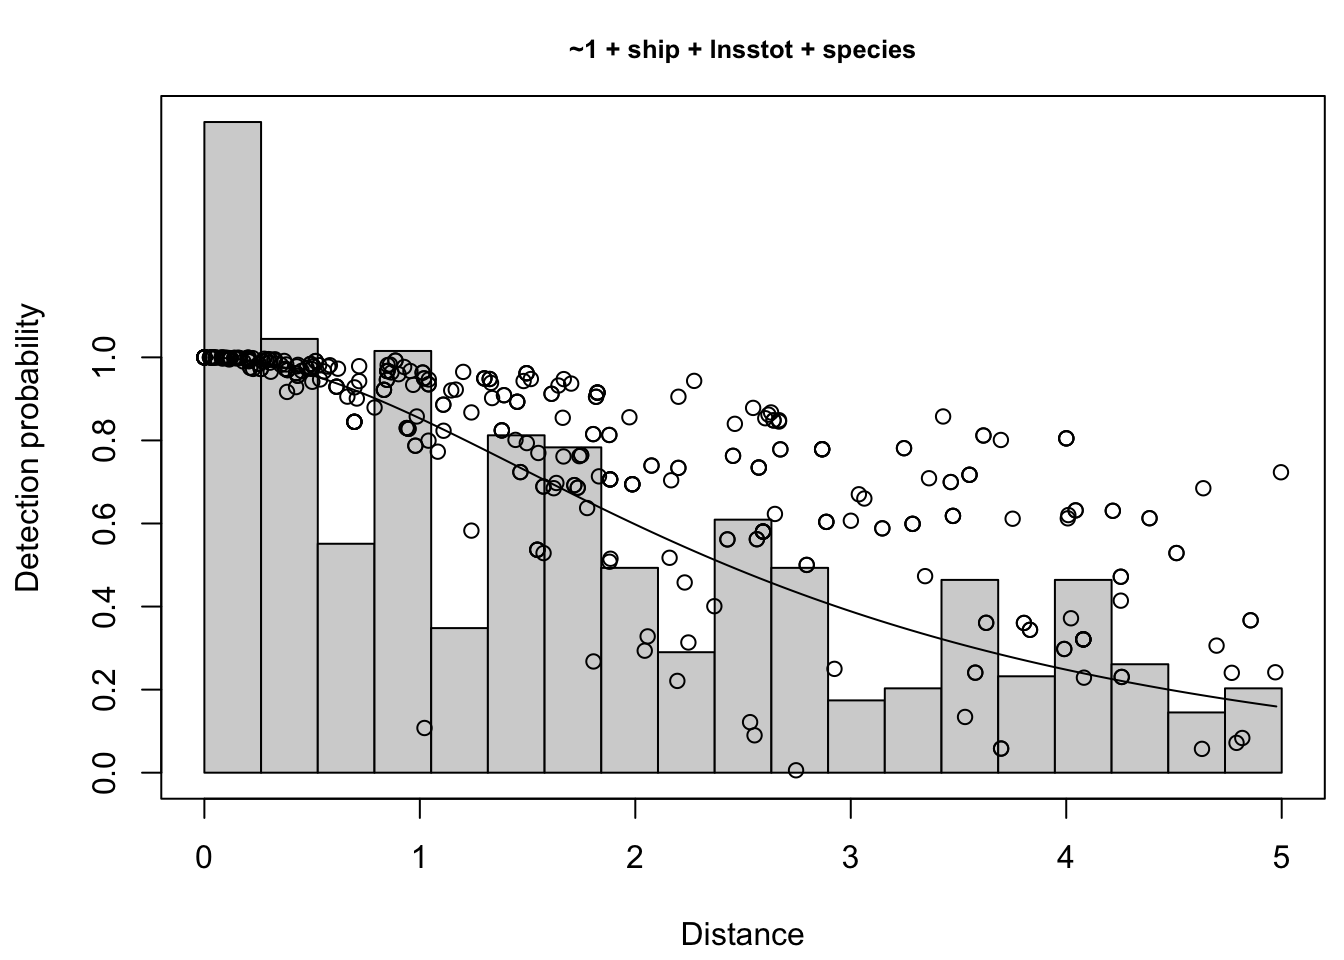 ~1 + ship + lnsstot + species
Detection probability
1.0
0.8
0.6
0.4
0.2
0.0
0 1 2 3 4 5
Distance